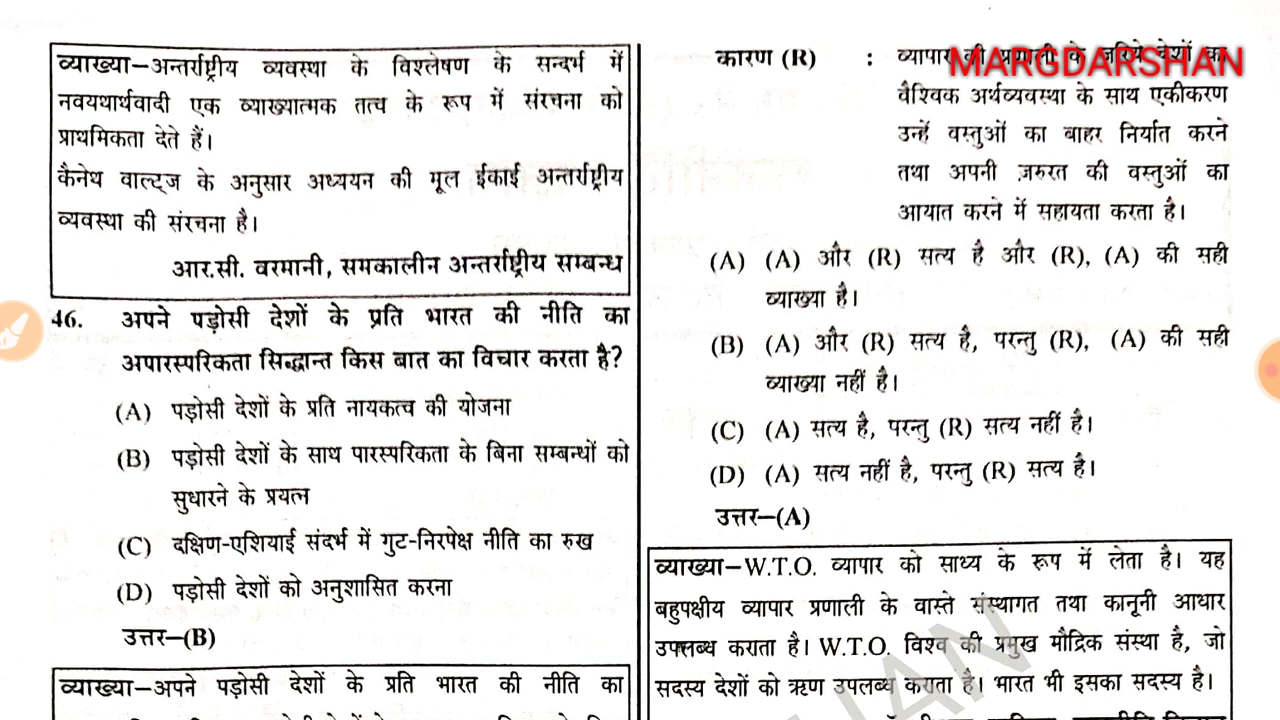 व्याख्या–अन्तर्राष्ट्रीय व्यवस्था के विश्लेषण के सन्दर्भ में
नवयथार्थवादी एक व्याख्यात्मक तत्व के रूप में संरचना को
प्राथमिकता देते हैं।
कैनेथ वाल्ट्ज के अनुसार अध्ययन की मूल ईकाई अन्तर्राष्ट्रीय
व्यवस्था की संरचना है।
आर.सी. वरमानी, समकालीन अन्तर्राष्ट्रीय सम्बन्ध
46. अपने पड़ोसी देशों के प्रति भारत की नीति का
अपारस्परिकता सिद्धान्त किस बात का विचार करता है?
(A) पड़ोसी देशों के प्रति नायकत्व की योजना
(B) पड़ोसी देशों के साथ पारस्परिकता के बिना सम्बन्धों को
सुधारने के प्रयत्न
(C) दक्षिण-एशियाई संदर्भ में गुट-निरपेक्ष नीति का रुख
(D) पड़ोसी देशों को अनुशासित करना
उत्तर–(B)
व्याख्या–अपने पड़ोसी देशों के प्रति भारत की नीति का
MARGDARSHAN
कारण (R) : व्यापार की प्रणाली के जरिये देशों का
वैश्विक अर्थव्यवस्था के साथ एकीकरण
उन्हें वस्तुओं का बाहर निर्यात करने
तथा अपनी ज़रुरत की वस्तुओं का
आयात करने में सहायता करता है।
(A) (A) और (R) सत्य है और (R), (A) की सही
व्याख्या है।
(B) (A) और (R) सत्य है, परन्तु (R), (A) की सही
व्याख्या नहीं है।
(C) (A) सत्य है, परन्तु (R) सत्य नहीं है।
(D) (A) सत्य नहीं है, परन्तु (R) सत्य है।
उत्तर–(A)
व्याख्या–W.T.O. व्यापार को साध्य के रूप में लेता है। यह
बहुपक्षीय व्यापार प्रणाली के वास्ते संस्थागत तथा कानूनी आधार
उपलब्ध कराता है। W.T.O. विश्व की प्रमुख मौद्रिक संस्था है, जो
सदस्य देशों को ऋण उपलब्ध कराता है। भारत भी इसका सदस्य है।